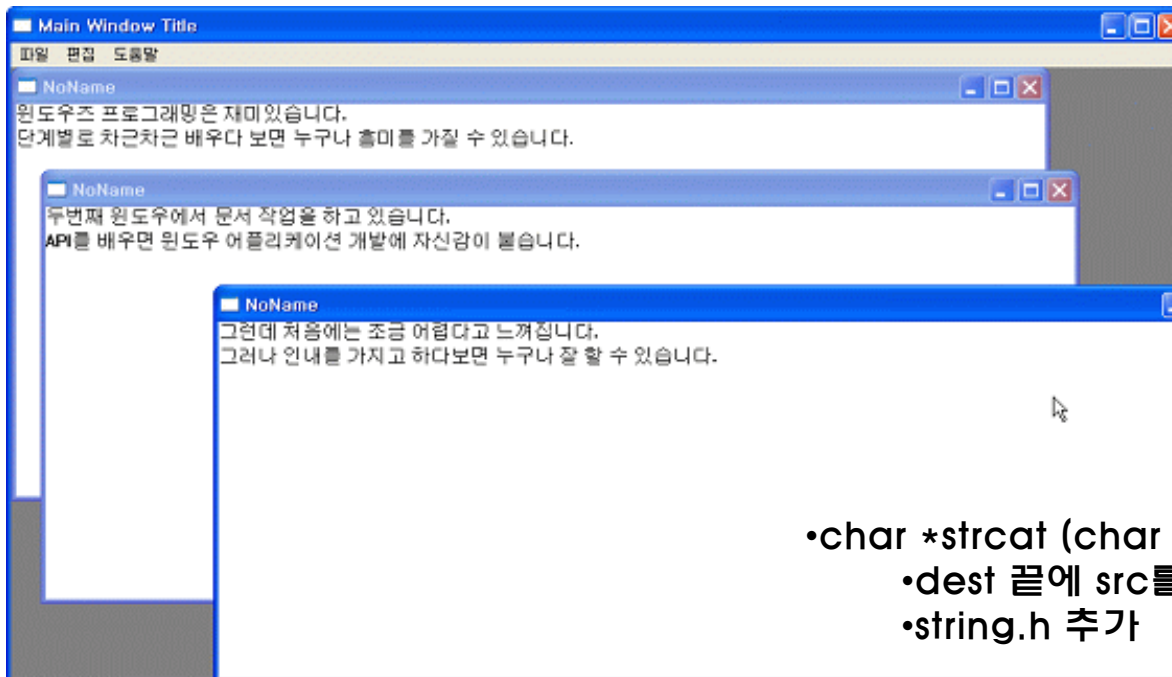 Main Window Title
파일 편집 도움말
NoName
윈도우즈 프로그래밍은 재미있습니다.
단계별로 차근차근 배우다 보면 누구나 흥미를 가질 수 있습니다.
NoName
두번째 윈도우에서 문서 작업을 하고 있습니다.
API를 배우면 윈도우 어플리케이션 개발에 자신감이 붙습니다.
NoName
그런데 처음에는 조금 어렵다고 느껴집니다.
그러나 인내를 가지고 하다보면 누구나 잘 할 수 있습니다.
•char *strcat (char
•dest 끝에 src를
•string.h 추가